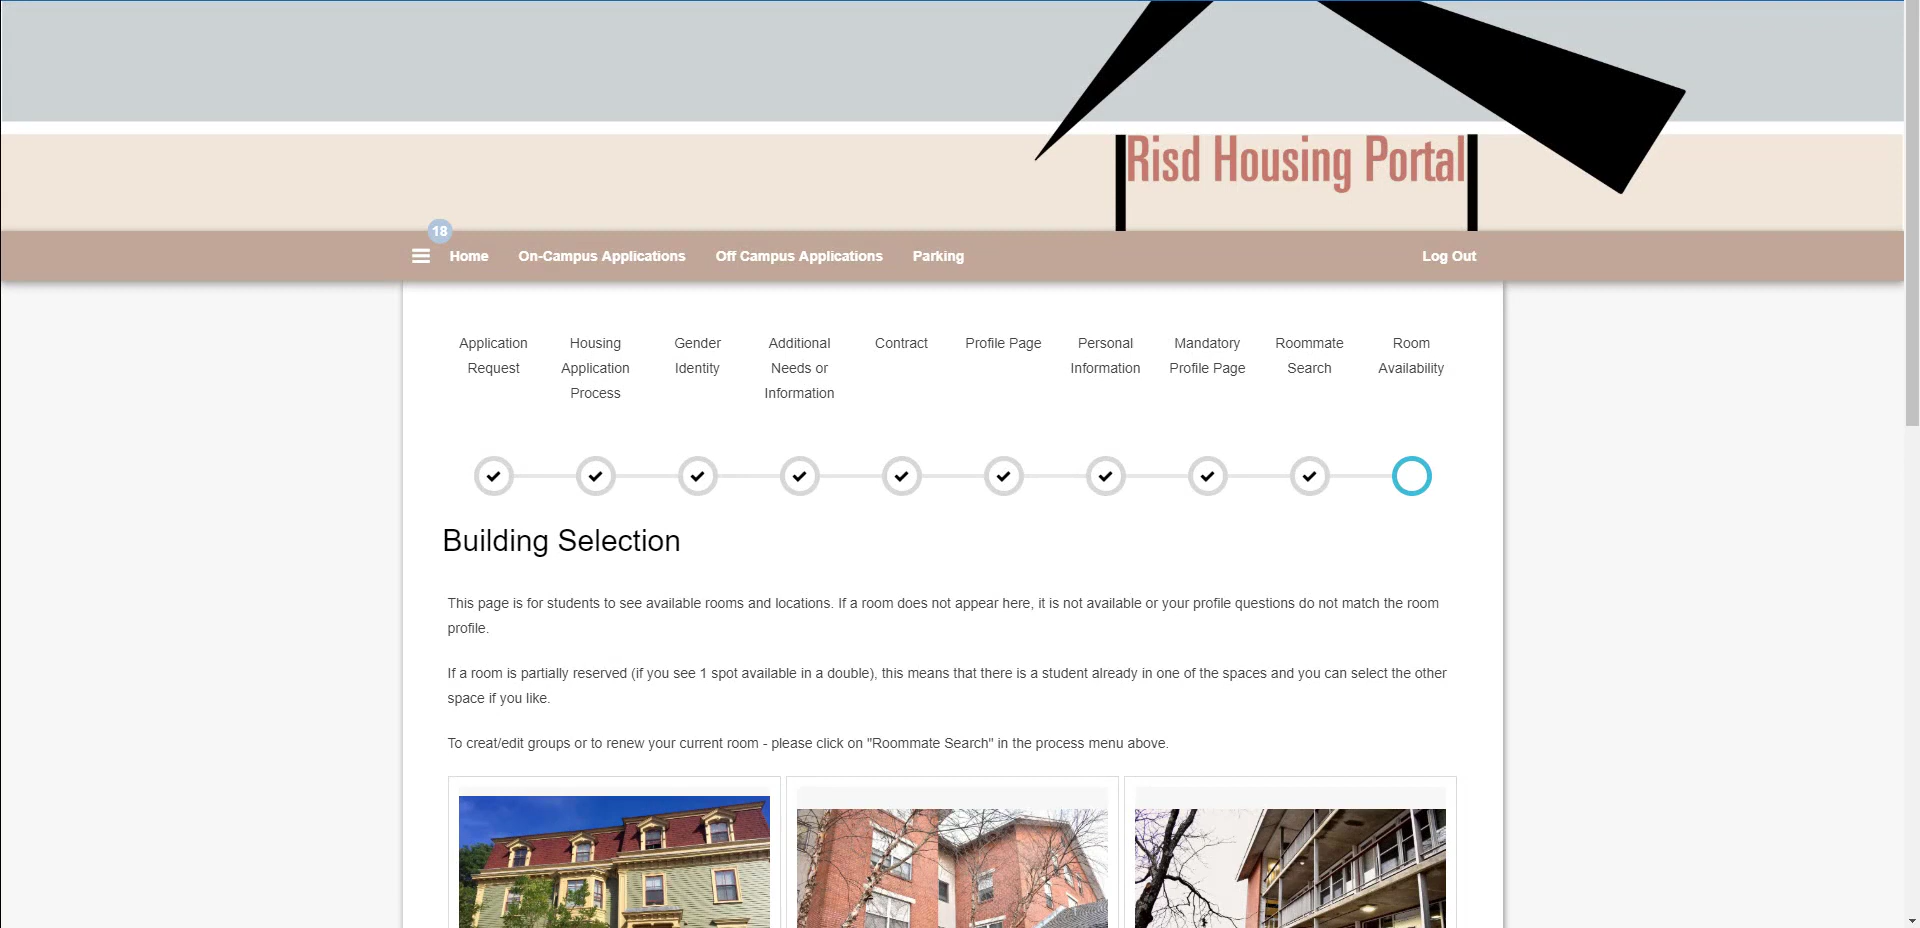 Risd Housing Portal
18
Home On-Campus Applications Off Campus Applications Parking Log Out
Application Request
Housing Application Process
Gender Identity
Additional Needs or Information
Contract
Profile Page
Personal Information
Mandatory Profile Page
Roommate Search
Room Availability
Building Selection
This page is for students to see available rooms and locations. If a room does not appear here, it is not available or your profile questions do not match the room
profile.
If a room is partially reserved (if you see 1 spot available in a double), this means that there is a student already in one of the spaces and you can select the other
space if you like.
To creat/edit groups or to renew your current room - please click on "Roommate Search" in the process menu above.